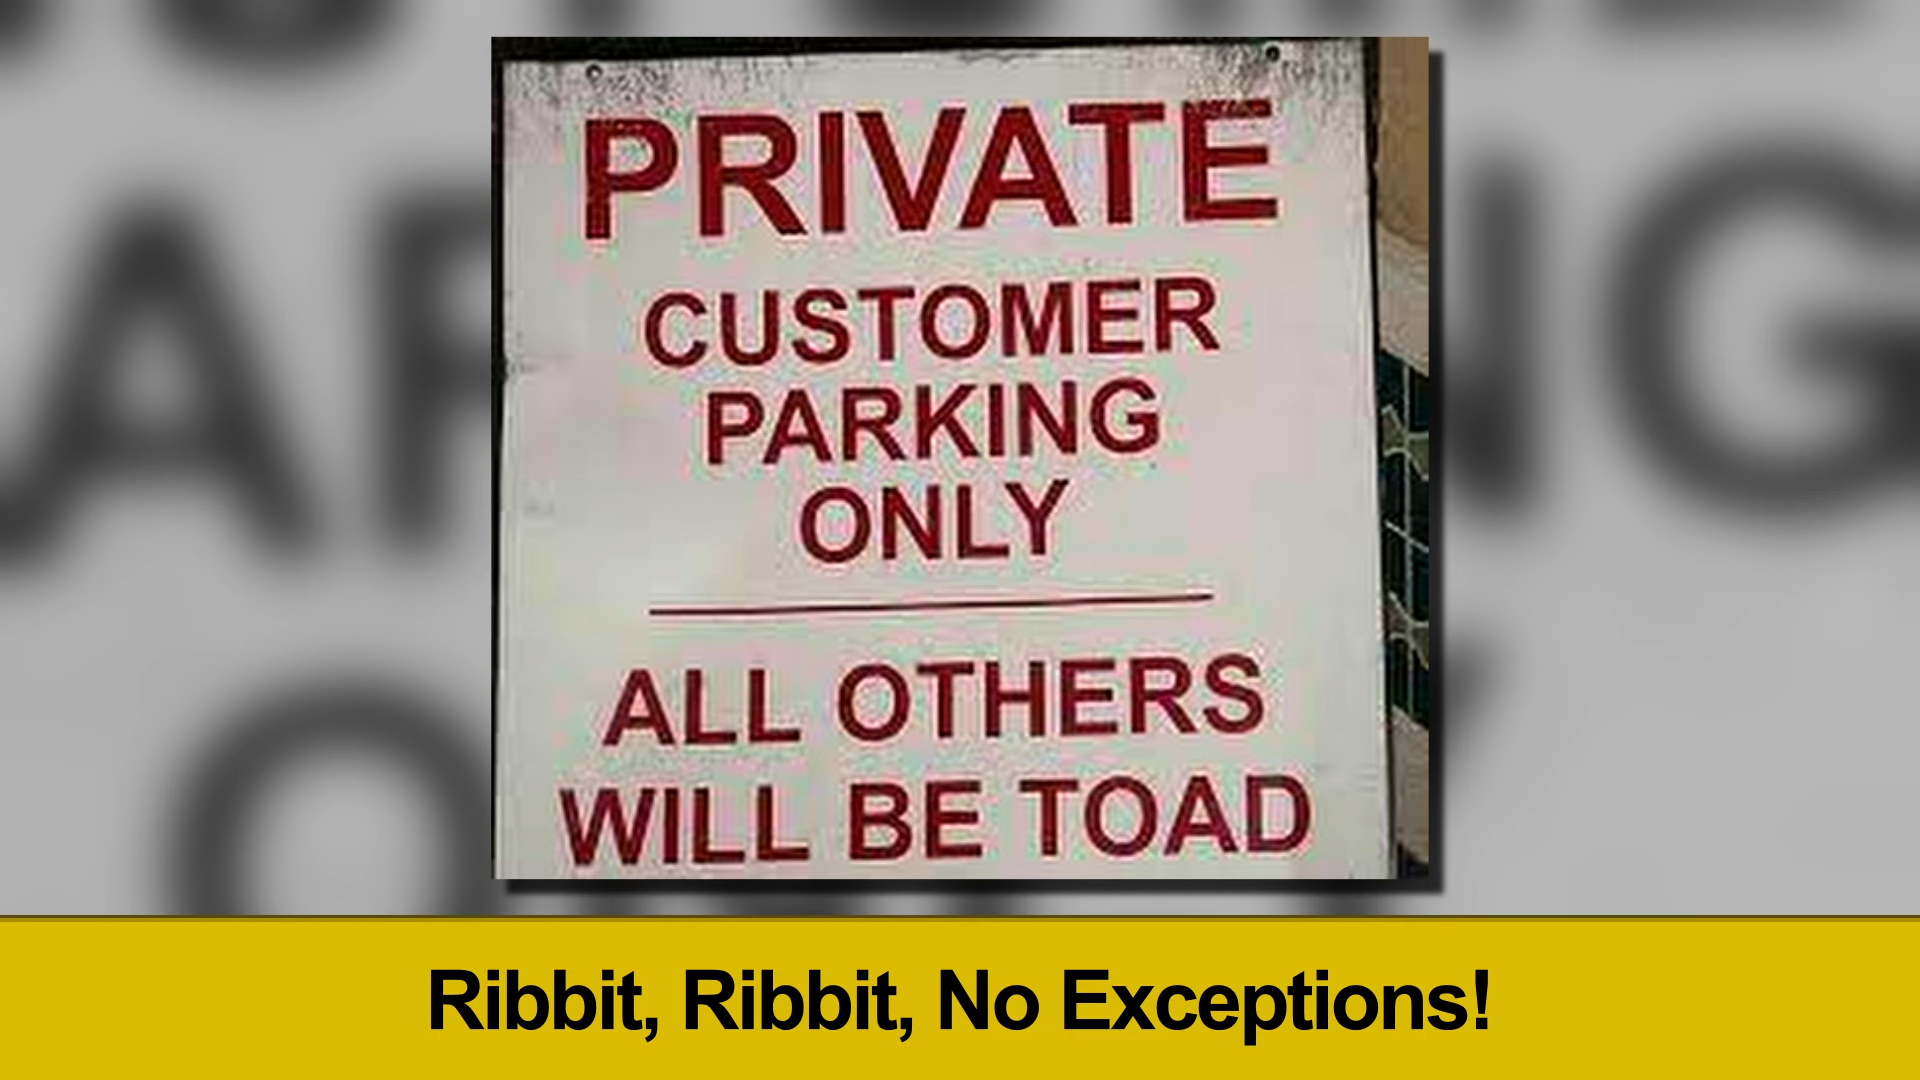 PRIVATE
CUSTOMER
PARKING
ONLY
ALL OTHERS
WILL BE TOAD
Ribbit, Ribbit, No Exceptions!